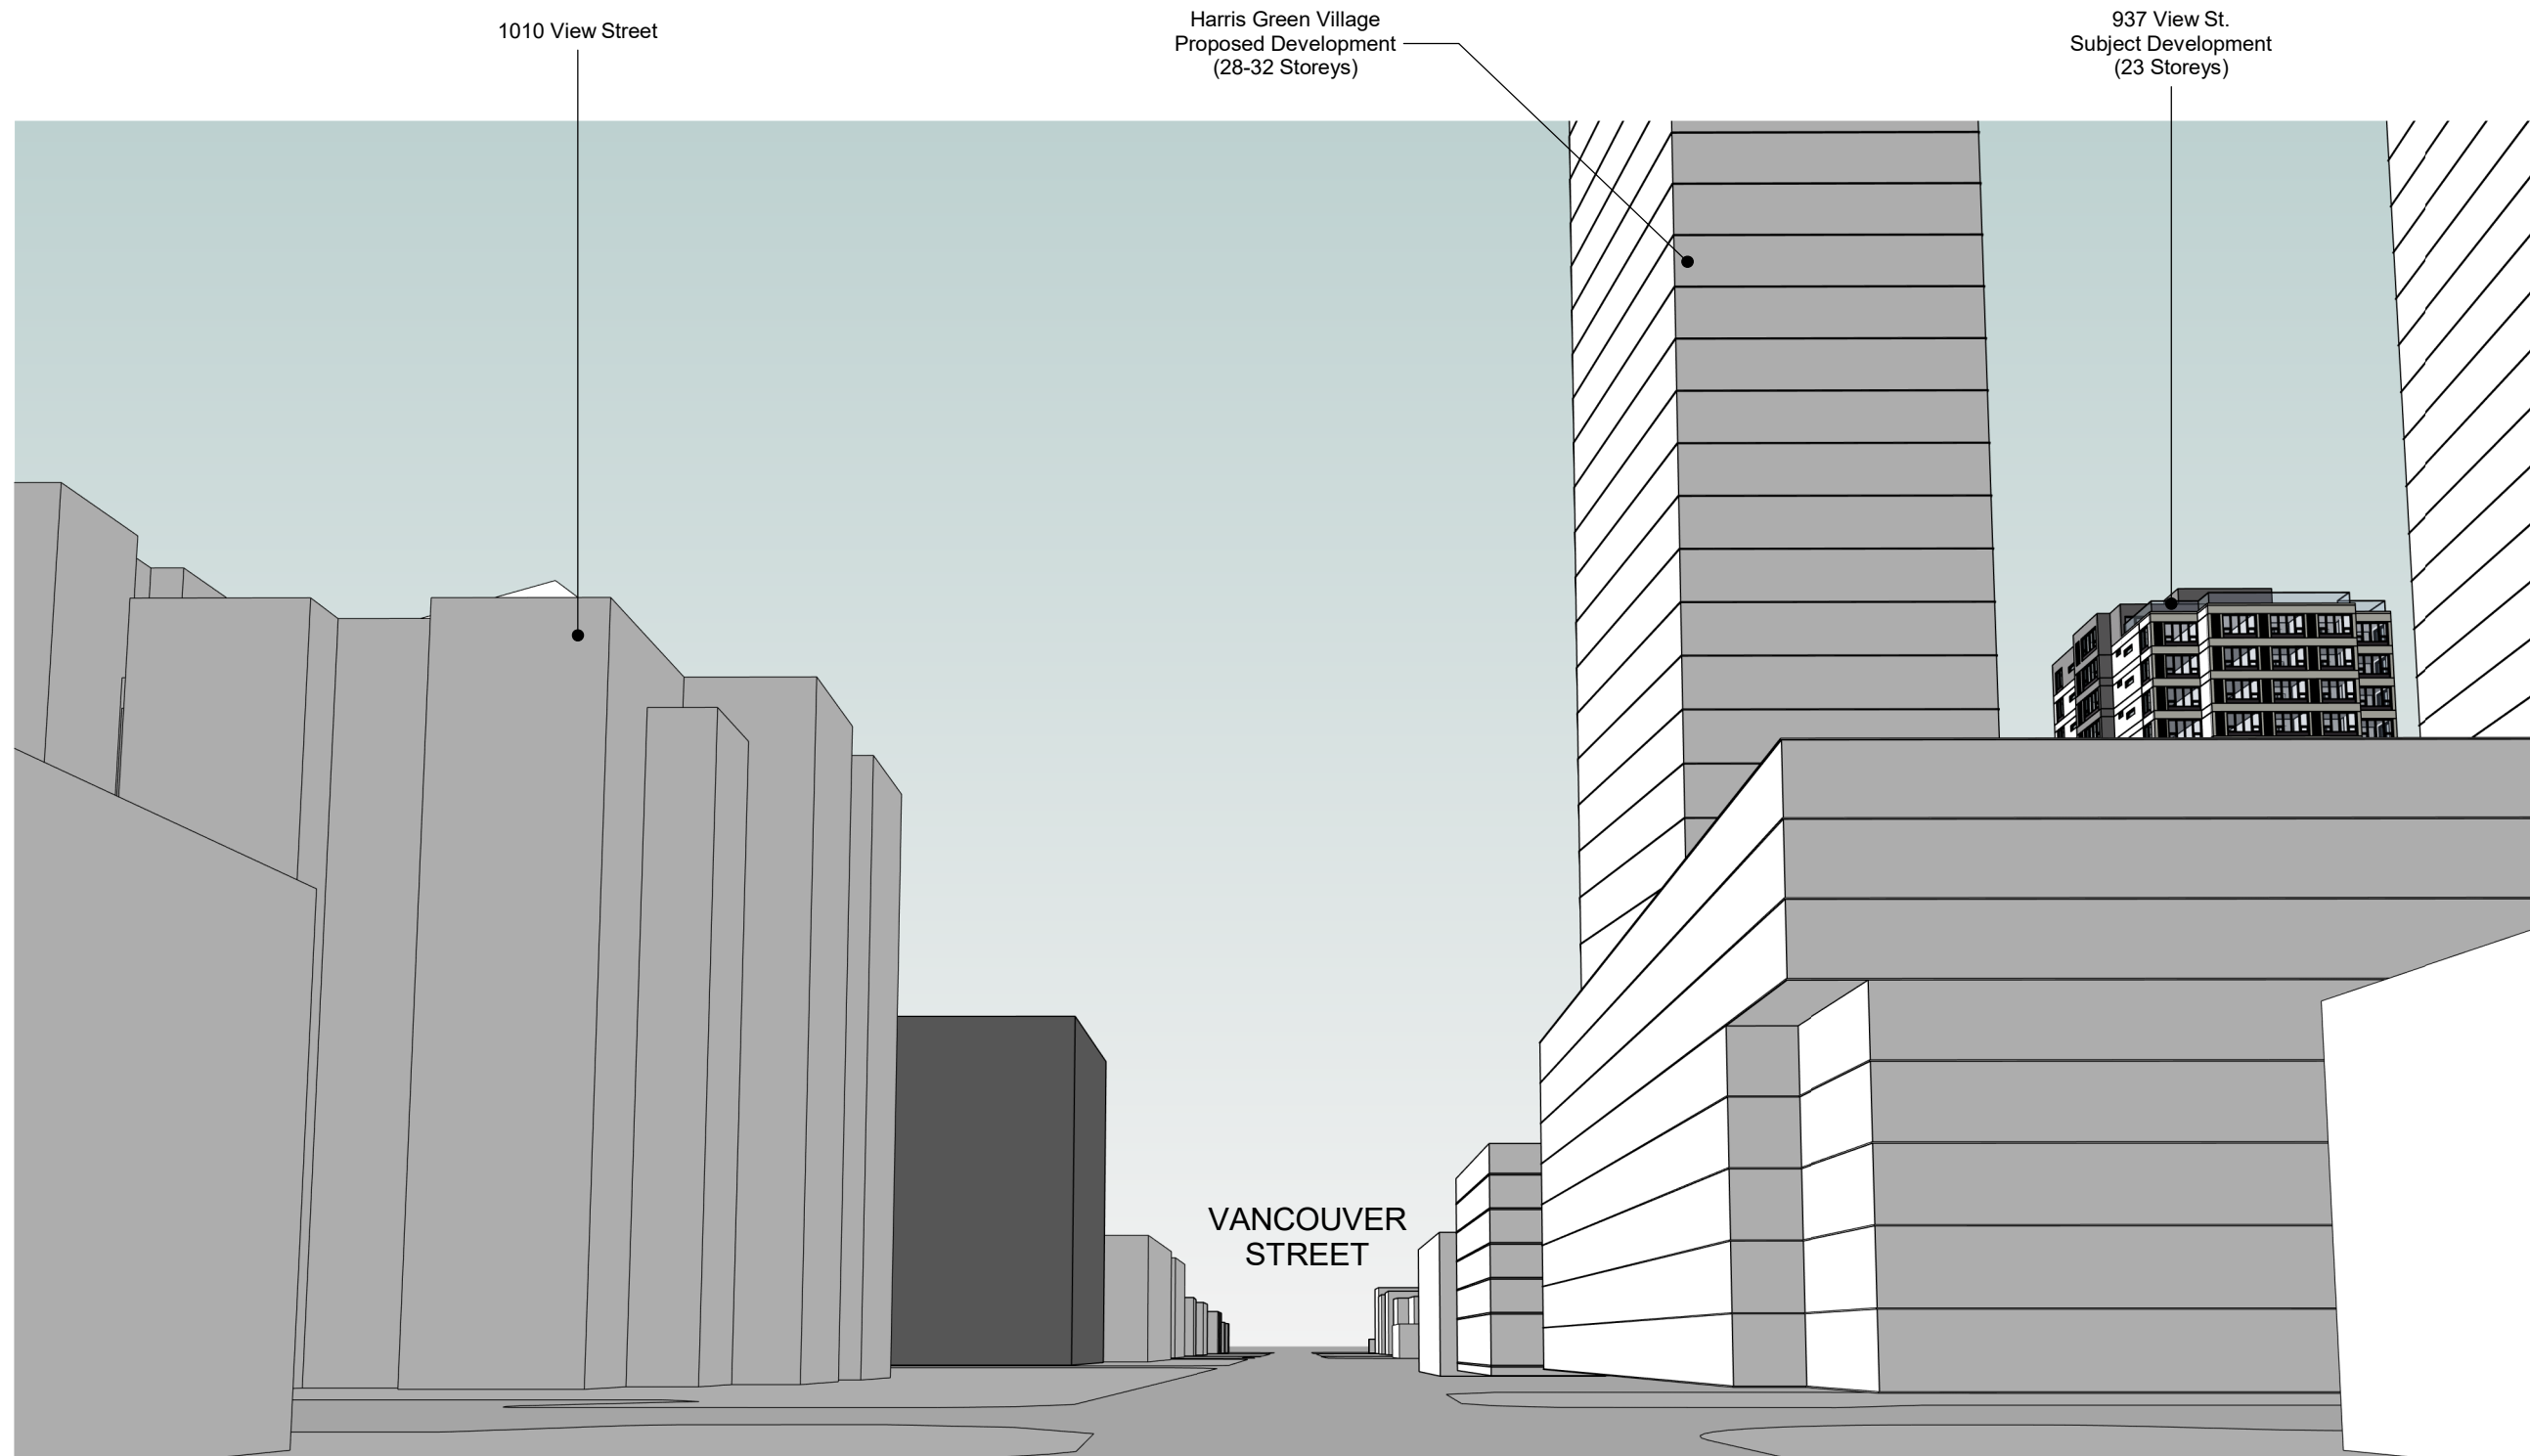 1010 View Street
Harris Green Village
Proposed Development
(28-32 Storeys)
937 View St.
Subject Development
(23 Storeys)
VANCOUVER
STREET